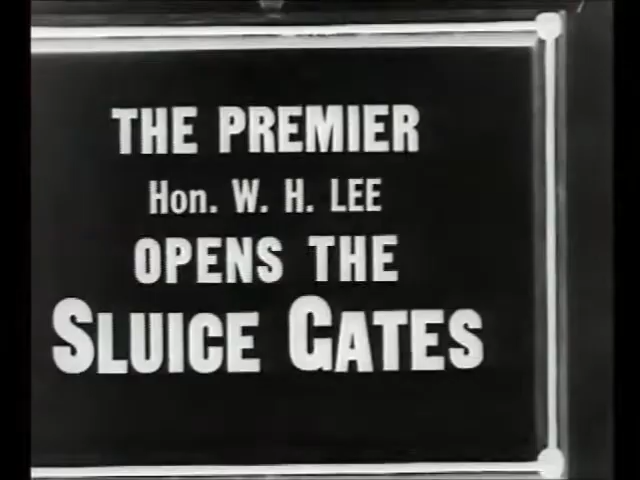 THE PREMIER
Hon. W. H. LEE
OPENS THE
SLUICE GATES